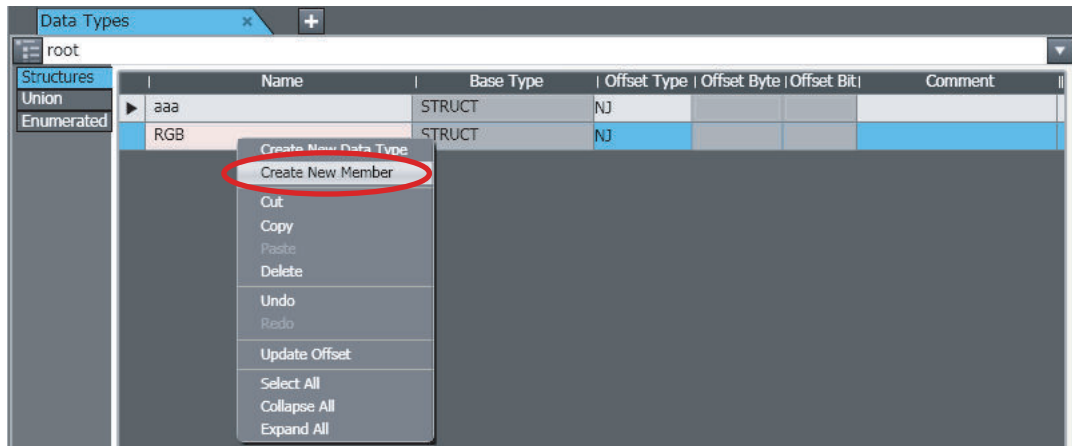 Data Types
root
Structures
Union
Enumerated
Name Base Type Offset Type Offset Byte Offset Bit Comment
aaa STRUCT NJ
RGB STRUCT NJ
Create New Data Type
Create New Member
Cut
Copy
Paste
Delete
Undo
Redo
Update Offset
Select All
Collapse All
Expand All